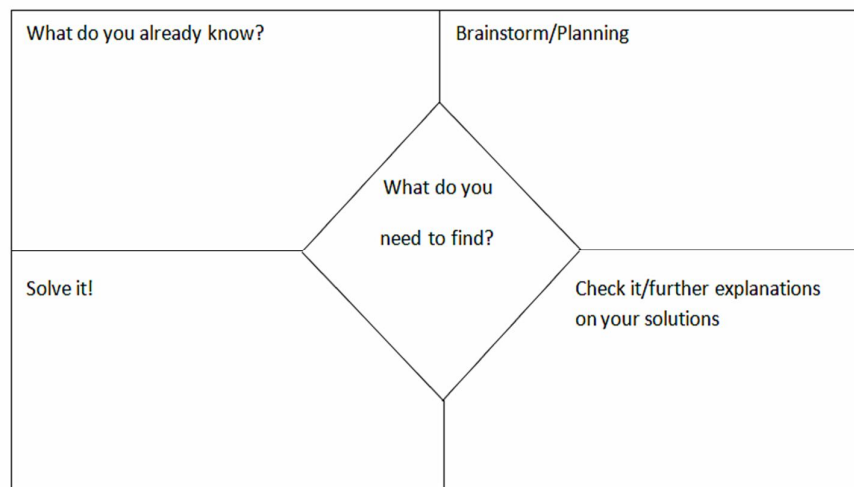 What do you already know?
Brainstorm/Planning
What do you
need to find?
Solve it!
Check it/further explanations
on your solutions